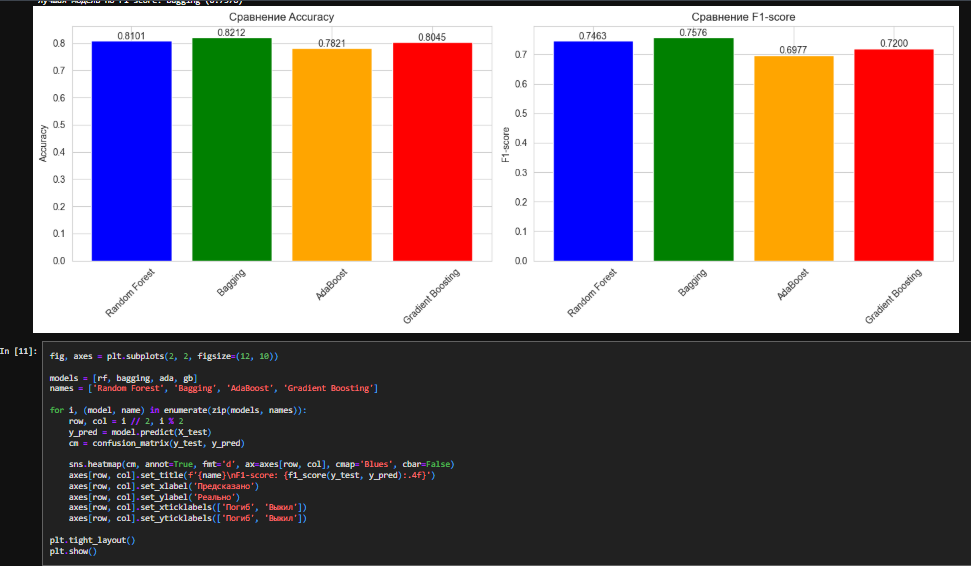 Лучшая модель по F1-score: Bagging (0.7576)
Сравнение Accuracy
Accuracy
0.8
0.7
0.6
0.5
0.4
0.3
0.2
0.1
0.0
0.8101
0.8212
0.7821
0.8045
Random Forest
Bagging
AdaBoost
Gradient Boosting
Сравнение F1-score
F1-score
0.7
0.6
0.5
0.4
0.3
0.2
0.1
0.0
0.7463
0.7576
0.6977
0.7200
Random Forest
Bagging
AdaBoost
Gradient Boosting
In [11]:
fig, axes = plt.subplots(2, 2, figsize=(12, 10))
models = [rf, bagging, ada, gb]
names = ['Random Forest', 'Bagging', 'AdaBoost', 'Gradient Boosting']
for i, (model, name) in enumerate(zip(models, names)):
row, col = i // 2, i % 2
y_pred = model.predict(X_test)
cm = confusion_matrix(y_test, y_pred)
sns.heatmap(cm, annot=True, fmt='d', ax=axes[row, col], cmap='Blues', cbar=False)
axes[row, col].set_title(f'{name}\nF1-score: {f1_score(y_test, y_pred):.4f}')
axes[row, col].set_xlabel('Предсказано')
axes[row, col].set_ylabel('Реально')
axes[row, col].set_xticklabels(['Погиб', 'Выжил'])
axes[row, col].set_yticklabels(['Погиб', 'Выжил'])
plt.tight_layout()
plt.show()